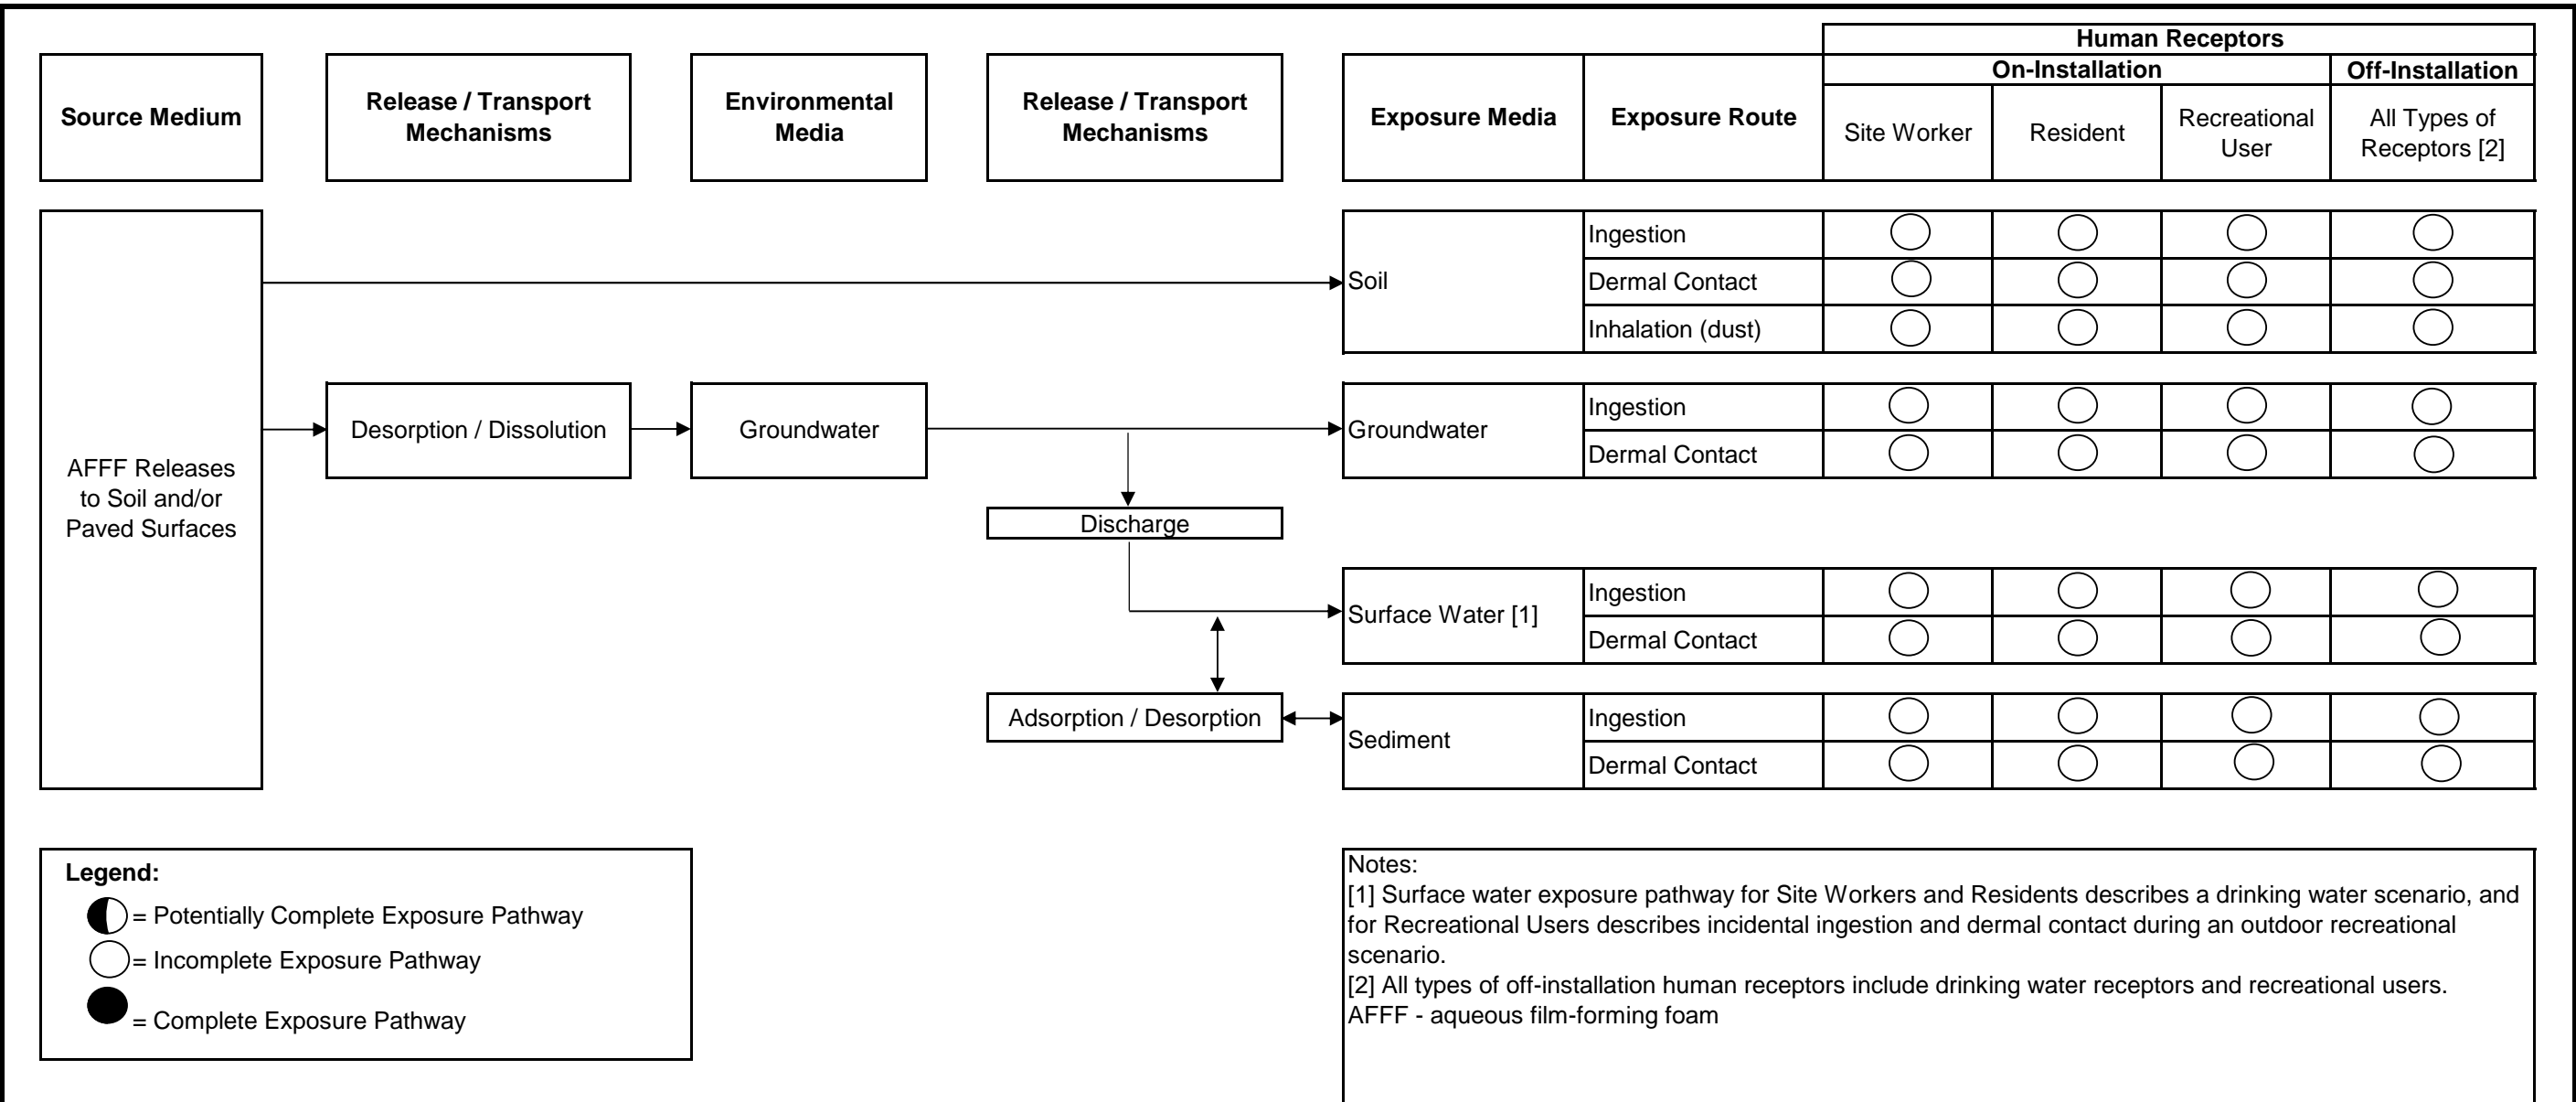 Human Receptors
On-Installation
Off-Installation
Source Medium
Release / Transport
Mechanisms
Environmental
Media
Release / Transport
Mechanisms
Exposure Media
Exposure Route
Site Worker
Resident
Recreational
User
All Types of
Receptors [2]
AFFF Releases
to Soil and/or
Paved Surfaces
Soil
Ingestion
Dermal Contact
Inhalation (dust)
Desorption / Dissolution
Groundwater
Groundwater
Ingestion
Dermal Contact
Discharge
Surface Water [1]
Ingestion
Dermal Contact
Adsorption / Desorption
Sediment
Ingestion
Dermal Contact
Legend:
= Potentially Complete Exposure Pathway
= Incomplete Exposure Pathway
= Complete Exposure Pathway
Notes:
[1] Surface water exposure pathway for Site Workers and Residents describes a drinking water scenario, and
for Recreational Users describes incidental ingestion and dermal contact during an outdoor recreational
scenario.
[2] All types of off-installation human receptors include drinking water receptors and recreational users.
AFFF - aqueous film-forming foam